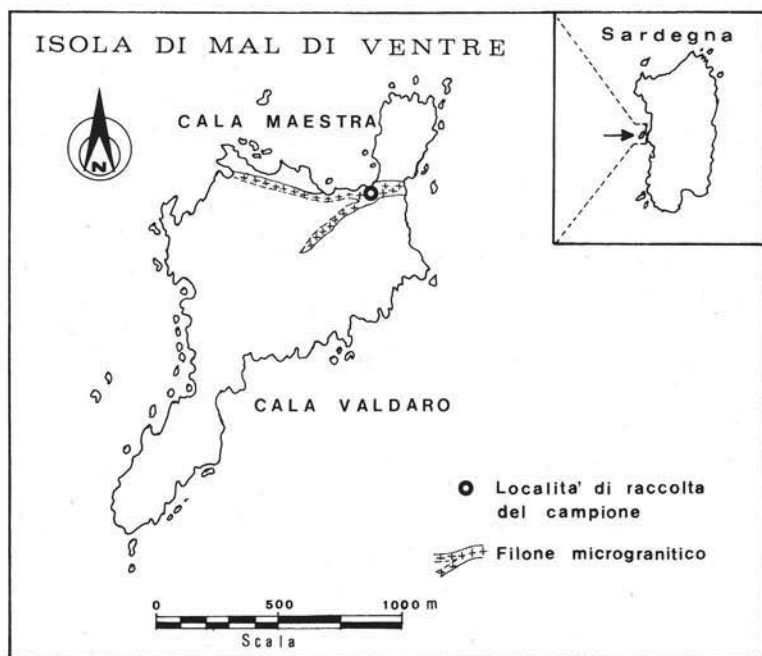 ISOLA DI MAL DI VENTRE
Sardegna
N
CALA MAESTRA
CALA VALDARO
Localita' di raccolta
del campione
Filone microgranitico
0 500 1000 m
Scala